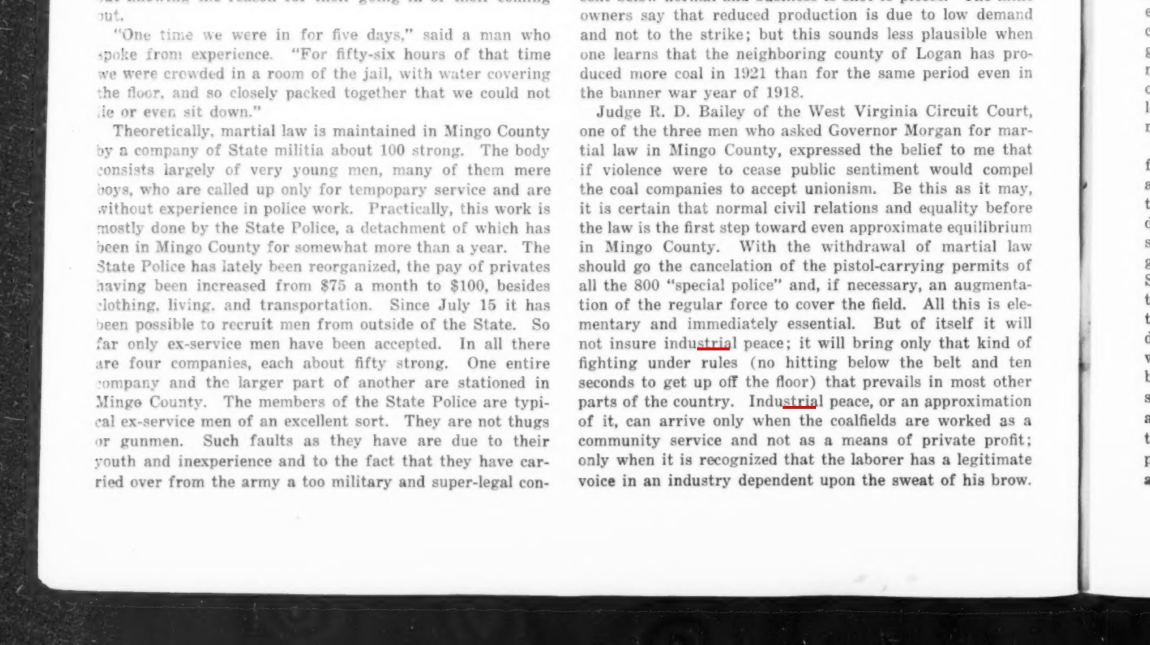 out.
"One time we were in for five days," said a man who
spoke from experience. "For fifty-six hours of that time
we were crowded in a room of the jail, with water covering
the floor, and so closely packed together that we could not
lie or even sit down."
Theoretically, martial law is maintained in Mingo County
by a company of State militia about 100 strong. The body
consists largely of very young men, many of them mere
boys, who are called up only for tempopary service and are
without experience in police work. Practically, this work is
mostly done by the State Police, a detachment of which has
been in Mingo County for somewhat more than a year. The
State Police has lately been reorganized, the pay of privates
having been increased from $75 a month to $100, besides
clothing, living, and transportation. Since July 15 it has
been possible to recruit men from outside of the State. So
far only ex-service men have been accepted. In all there
are four companies, each about fifty strong. One entire
company and the larger part of another are stationed in
Mingo County. The members of the State Police are typi-
cal ex-service men of an excellent sort. They are not thugs
or gunmen. Such faults as they have are due to their
youth and inexperience and to the fact that they have car-
ried over from the army a too military and super-legal con-
owners say that reduced production is due to low demand
and not to the strike; but this sounds less plausible when
one learns that the neighboring county of Logan has pro-
duced more coal in 1921 than for the same period even in
the banner war year of 1918.
Judge R. D. Bailey of the West Virginia Circuit Court,
one of the three men who asked Governor Morgan for mar-
tial law in Mingo County, expressed the belief to me that
if violence were to cease public sentiment would compel
the coal companies to accept unionism. Be this as it may,
it is certain that normal civil relations and equality before
the law is the first step toward even approximate equilibrium
in Mingo County. With the withdrawal of martial law
should go the cancelation of the pistol-carrying permits of
all the 800 "special police" and, if necessary, an augmenta-
tion of the regular force to cover the field. All this is ele-
mentary and immediately essential. But of itself it will
not insure industrial peace; it will bring only that kind of
fighting under rules (no hitting below the belt and ten
seconds to get up off the floor) that prevails in most other
parts of the country. Industrial peace, or an approximation
of it, can arrive only when the coalfields are worked as a
community service and not as a means of private profit;
only when it is recognized that the laborer has a legitimate
voice in an industry dependent upon the sweat of his brow.